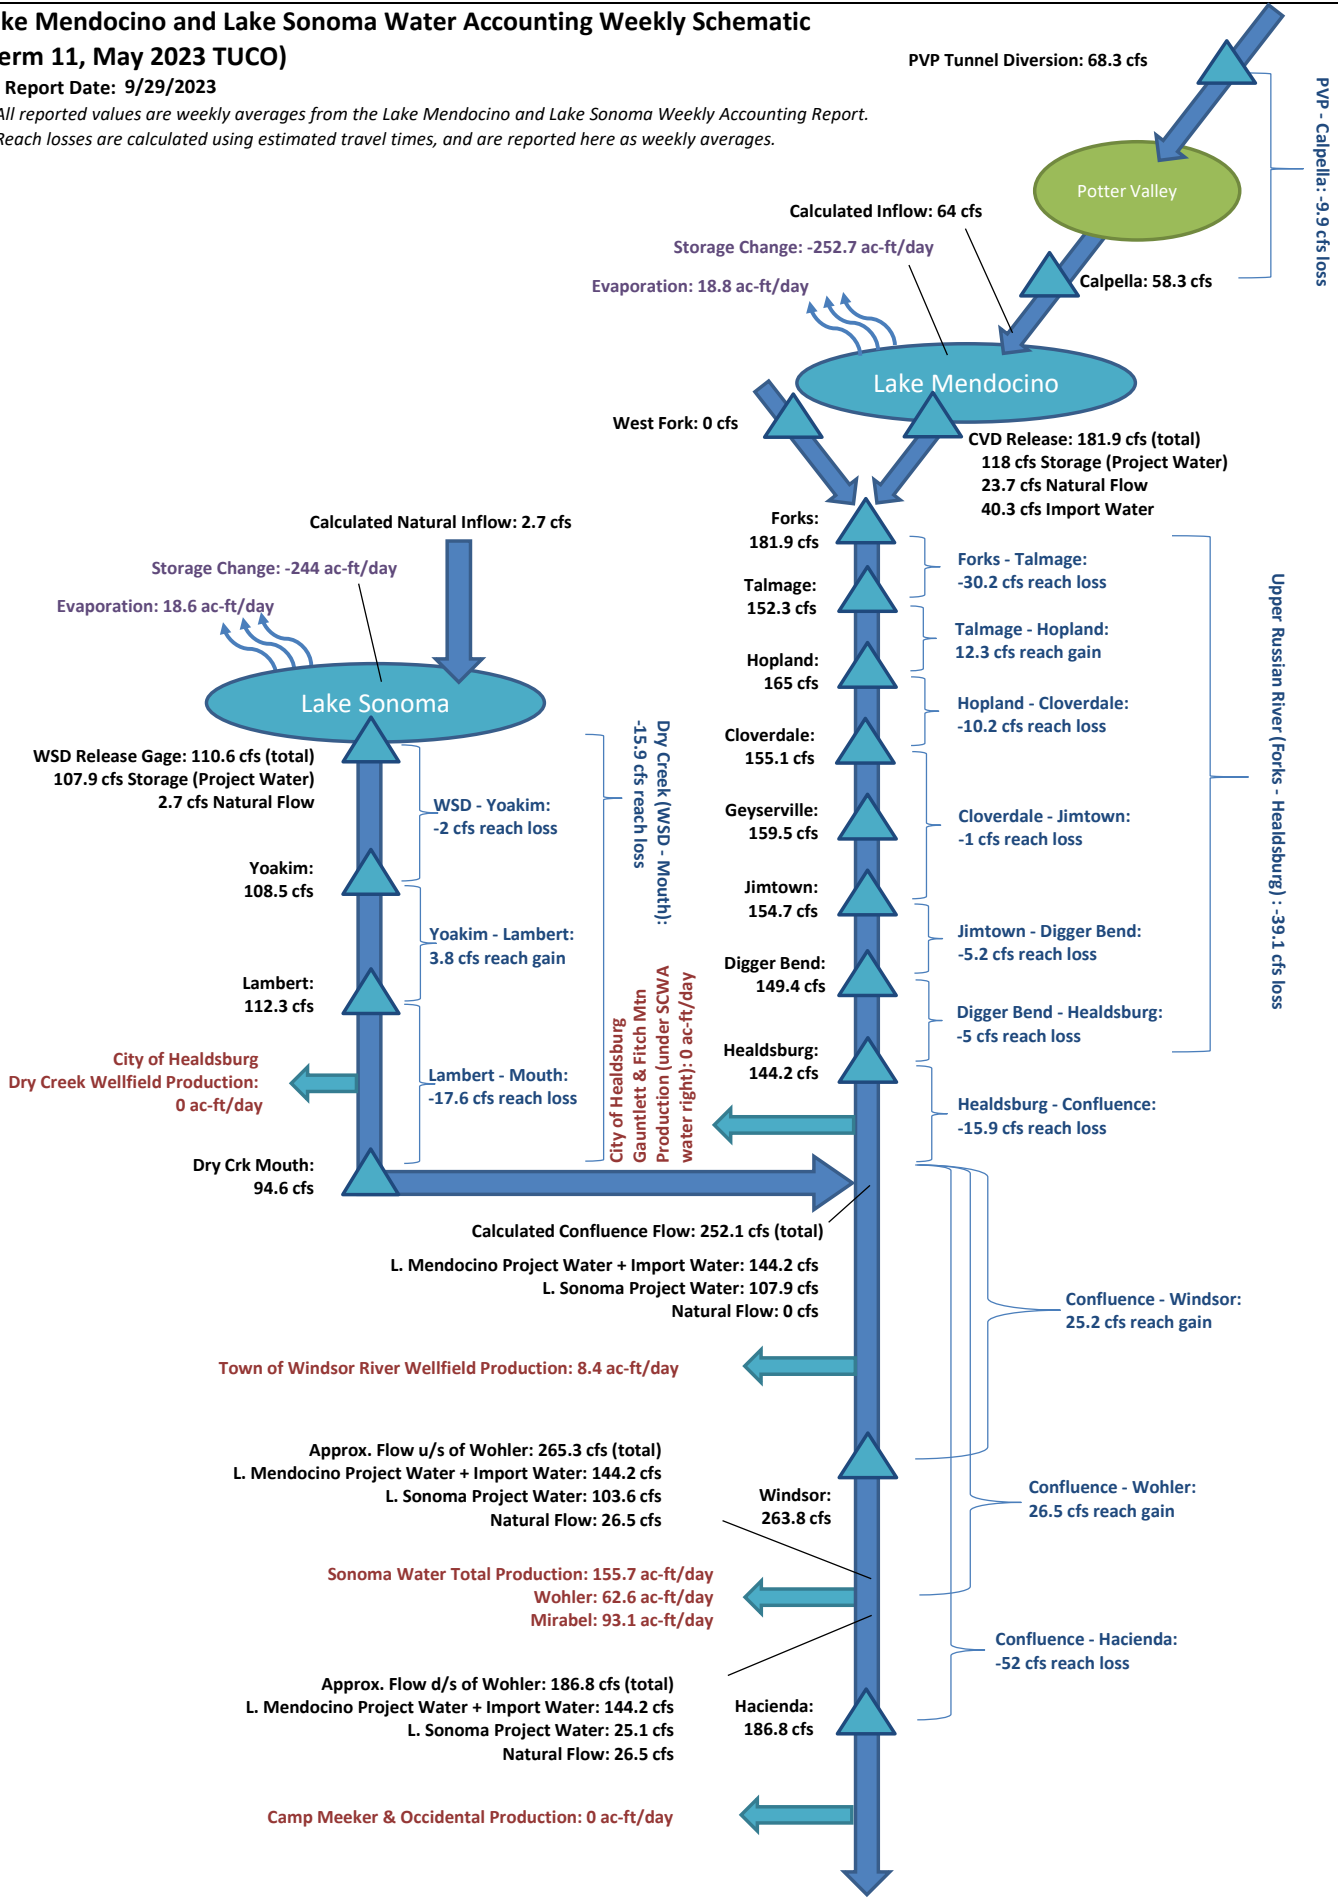 ke Mendocino and Lake Sonoma Water Accounting Weekly Schematic
erm 11, May 2023 TUCO)
Report Date: 9/29/2023
All reported values are weekly averages from the Lake Mendocino and Lake Sonoma Weekly Accounting Report.
Reach losses are calculated using estimated travel times, and are reported here as weekly averages.
PVP Tunnel Diversion: 68.3 cfs
PVP - Calpella: -9.9 cfs loss
Potter Valley
Calculated Inflow: 64 cfs
Storage Change: -252.7 ac-ft/day
Evaporation: 18.8 ac-ft/day
Calpella: 58.3 cfs
Lake Mendocino
West Fork: 0 cfs
CVD Release: 181.9 cfs (total)
118 cfs Storage (Project Water)
23.7 cfs Natural Flow
40.3 cfs Import Water
Forks:
181.9 cfs
Forks - Talmage:
-30.2 cfs reach loss
Talmage:
152.3 cfs
Talmage - Hopland:
12.3 cfs reach gain
Hopland:
165 cfs
Hopland - Cloverdale:
-10.2 cfs reach loss
Cloverdale:
155.1 cfs
Geyserville:
159.5 cfs
Cloverdale - Jimtown:
-1 cfs reach loss
Jimtown:
154.7 cfs
Jimtown - Digger Bend:
-5.2 cfs reach loss
Digger Bend:
149.4 cfs
Digger Bend - Healdsburg:
-5 cfs reach loss
Healdsburg:
144.2 cfs
Healdsburg - Confluence:
-15.9 cfs reach loss
Upper Russian River (Forks - Healdsburg) : -39.1 cfs loss
Calculated Natural Inflow: 2.7 cfs
Storage Change: -244 ac-ft/day
Evaporation: 18.6 ac-ft/day
Lake Sonoma
WSD Release Gage: 110.6 cfs (total)
107.9 cfs Storage (Project Water)
2.7 cfs Natural Flow
WSD - Yoakim:
-2 cfs reach loss
Yoakim:
108.5 cfs
Yoakim - Lambert:
3.8 cfs reach gain
Lambert:
112.3 cfs
Lambert - Mouth:
-17.6 cfs reach loss
City of Healdsburg
Dry Creek Wellfield Production:
0 ac-ft/day
Dry Crk Mouth:
94.6 cfs
Dry Creek (WSD - Mouth):
-15.9 cfs reach loss
City of Healdsburg
Gauntlett & Fitch Mtn
Production (under SCWA
water right): 0 ac-ft/day
Calculated Confluence Flow: 252.1 cfs (total)
L. Mendocino Project Water + Import Water: 144.2 cfs
L. Sonoma Project Water: 107.9 cfs
Natural Flow: 0 cfs
Confluence - Windsor:
25.2 cfs reach gain
Town of Windsor River Wellfield Production: 8.4 ac-ft/day
Approx. Flow u/s of Wohler: 265.3 cfs (total)
L. Mendocino Project Water + Import Water: 144.2 cfs
L. Sonoma Project Water: 103.6 cfs
Natural Flow: 26.5 cfs
Windsor:
263.8 cfs
Confluence - Wohler:
26.5 cfs reach gain
Sonoma Water Total Production: 155.7 ac-ft/day
Wohler: 62.6 ac-ft/day
Mirabel: 93.1 ac-ft/day
Confluence - Hacienda:
-52 cfs reach loss
Approx. Flow d/s of Wohler: 186.8 cfs (total)
L. Mendocino Project Water + Import Water: 144.2 cfs
L. Sonoma Project Water: 25.1 cfs
Natural Flow: 26.5 cfs
Hacienda:
186.8 cfs
Camp Meeker & Occidental Production: 0 ac-ft/day